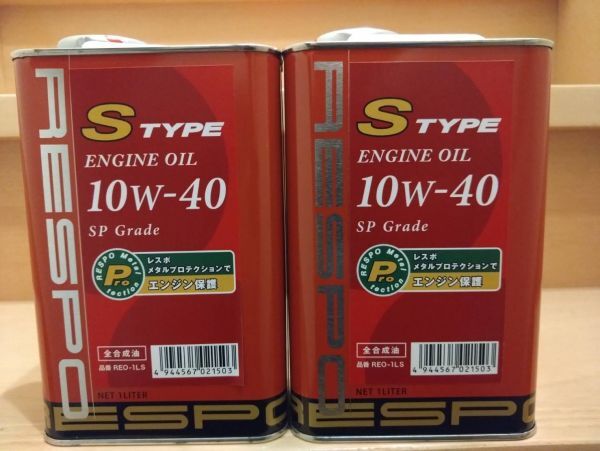 RESPO
S TYPE
ENGINE OIL
10W-40
SP Grade
RESPO Metal
Pro
tection
レスポ
メタルプロテクションで
エンジン保護
全合成油
品番 REO-1LS
4 944567 021503
NET 1LITER
RESPO
RESPO
S TYPE
ENGINE OIL
10W-40
SP Grade
RESPO Metal
Pro
tection
レスポ
メタルプロテクションで
エンジン保護
全合成油
品番 REO-1LS
4 944567 021503
NET 1LITER
RESPO